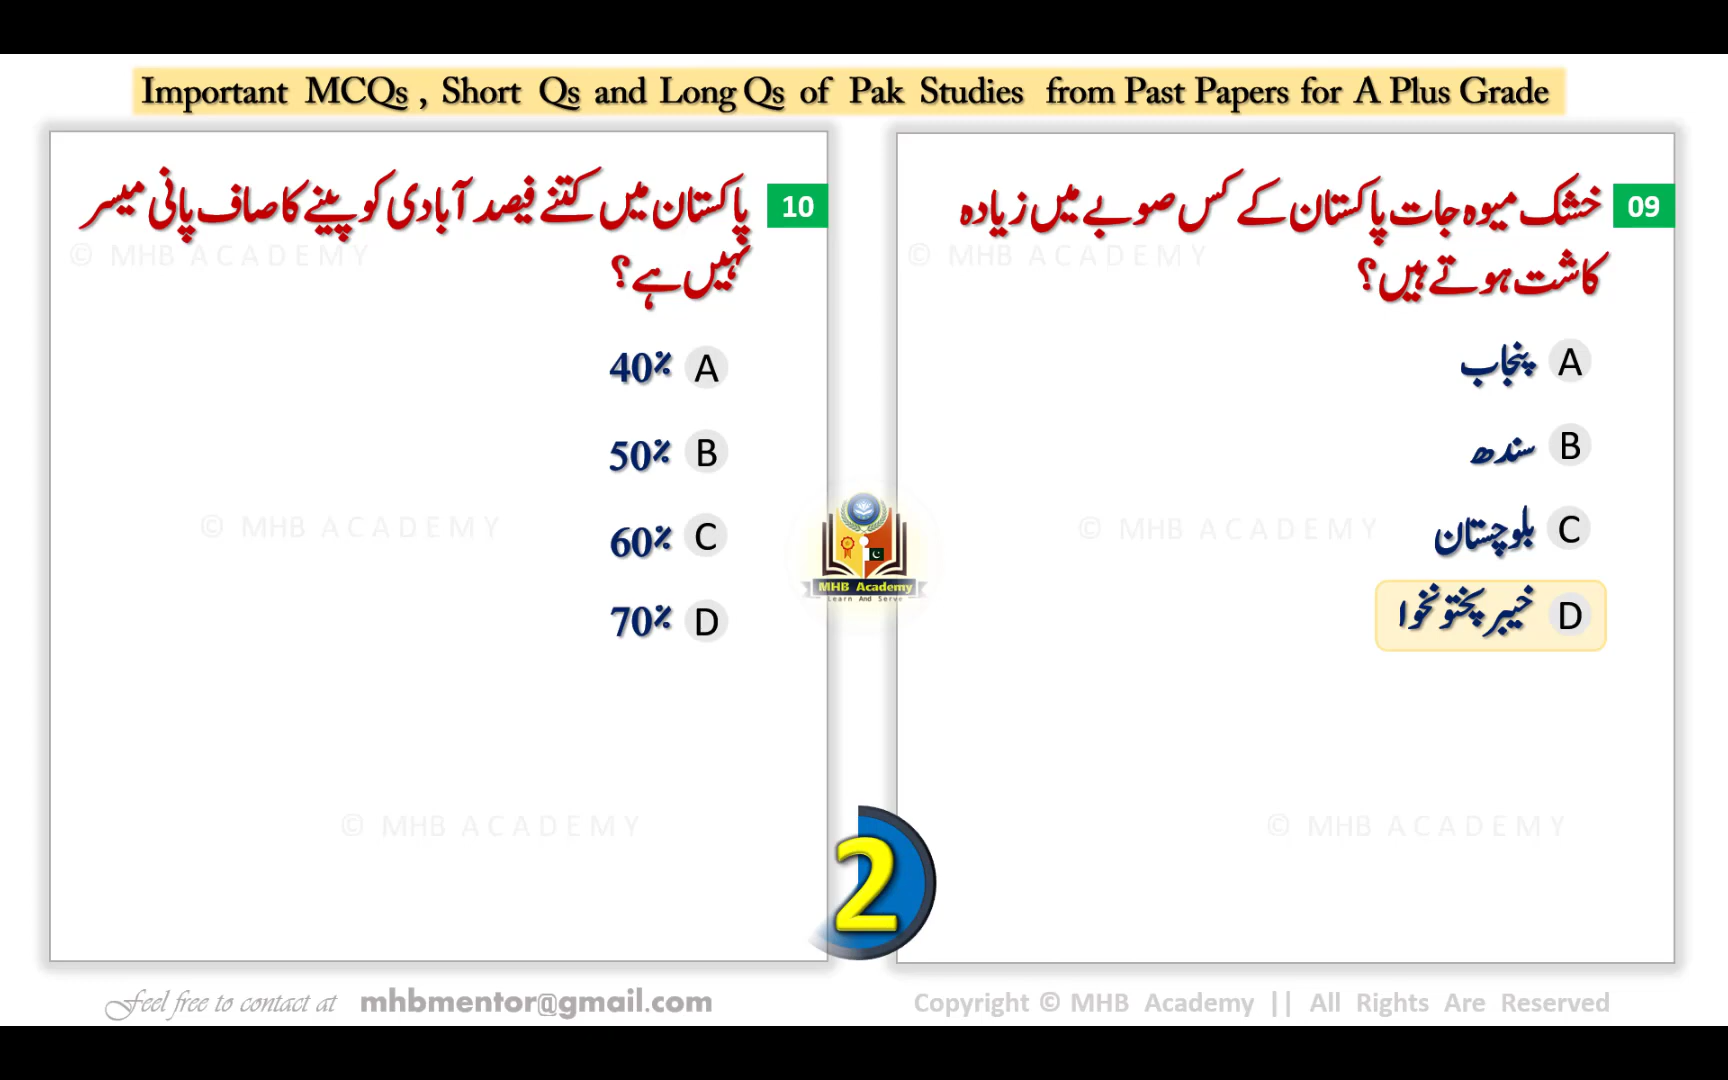 Important MCQs , Short Qs and Long Qs of Pak Studies from Past Papers for A Plus Grade
09 خشک میوہ جات پاکستان کے کس صوبے میں زیادہ
کاشت ہوتے ہیں؟
© MHB ACADEMY
A پنجاب
B سندھ
© MHB ACADEMY
C بلوچستان
D خیبر پختونخوا
© MHB ACADEMY
10 پاکستان میں کتنے فیصد آبادی کو پینے کا صاف پانی میسر
نہیں ہے؟
© MHB ACADEMY
A 40٪
B 50٪
© MHB ACADEMY
C 60٪
D 70٪
© MHB ACADEMY
MHB Academy
Learn And Serve
2
Feel free to contact at mhbmentor@gmail.com
Copyright © MHB Academy || All Rights Are Reserved